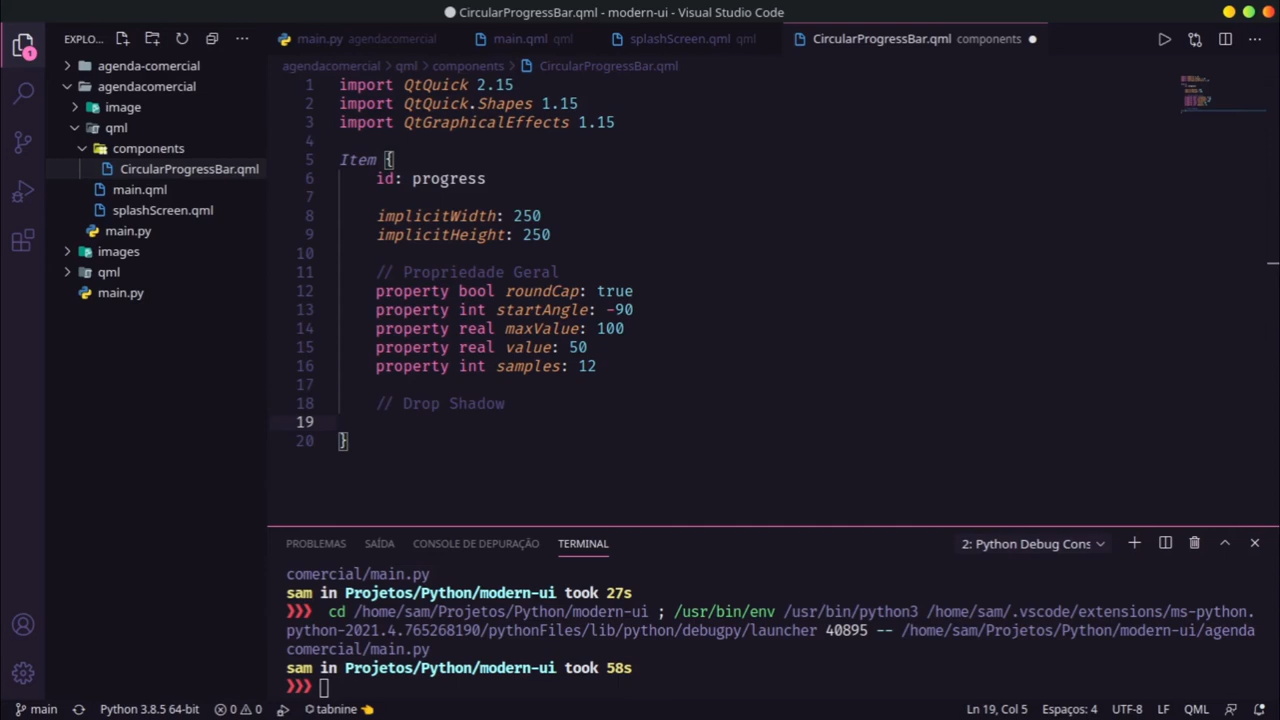 CircularProgressBar.qml - modern-ui - Visual Studio Code
EXPLO...
main.py agendacomercial
main.qml qml
splashScreen.qml qml
CircularProgressBar.qml components
agendacomercial > qml > components > CircularProgressBar.qml
agenda-comercial
agendacomercial
image
qml
components
CircularProgressBar.qml
main.qml
splashScreen.qml
main.py
images
qml
main.py
1
1 import QtQuick 2.15
2 import QtQuick.Shapes 1.15
3 import QtGraphicalEffects 1.15
4
5 Item {
6 id: progress
7
8 implicitWidth: 250
9 implicitHeight: 250
10
11 // Propriedade Geral
12 property bool roundCap: true
13 property int startAngle: -90
14 property real maxValue: 100
15 property real value: 50
16 property int samples: 12
17
18 // Drop Shadow
19
20 }
PROBLEMAS SAÍDA CONSOLE DE DEPURAÇÃO TERMINAL
2: Python Debug Cons
comercial/main.py
sam in Projetos/Python/modern-ui took 27s
❯❯❯ cd /home/sam/Projetos/Python/modern-ui ; /usr/bin/env /usr/bin/python3 /home/sam/.vscode/extensions/ms-python.
python-2021.4.765268190/pythonFiles/lib/python/debugpy/launcher 40895 -- /home/sam/Projetos/Python/modern-ui/agenda
comercial/main.py
sam in Projetos/Python/modern-ui took 58s
❯❯❯
main Python 3.8.5 64-bit 0 0 tabnine Ln 19, Col 5 Espaços: 4 UTF-8 LF QML